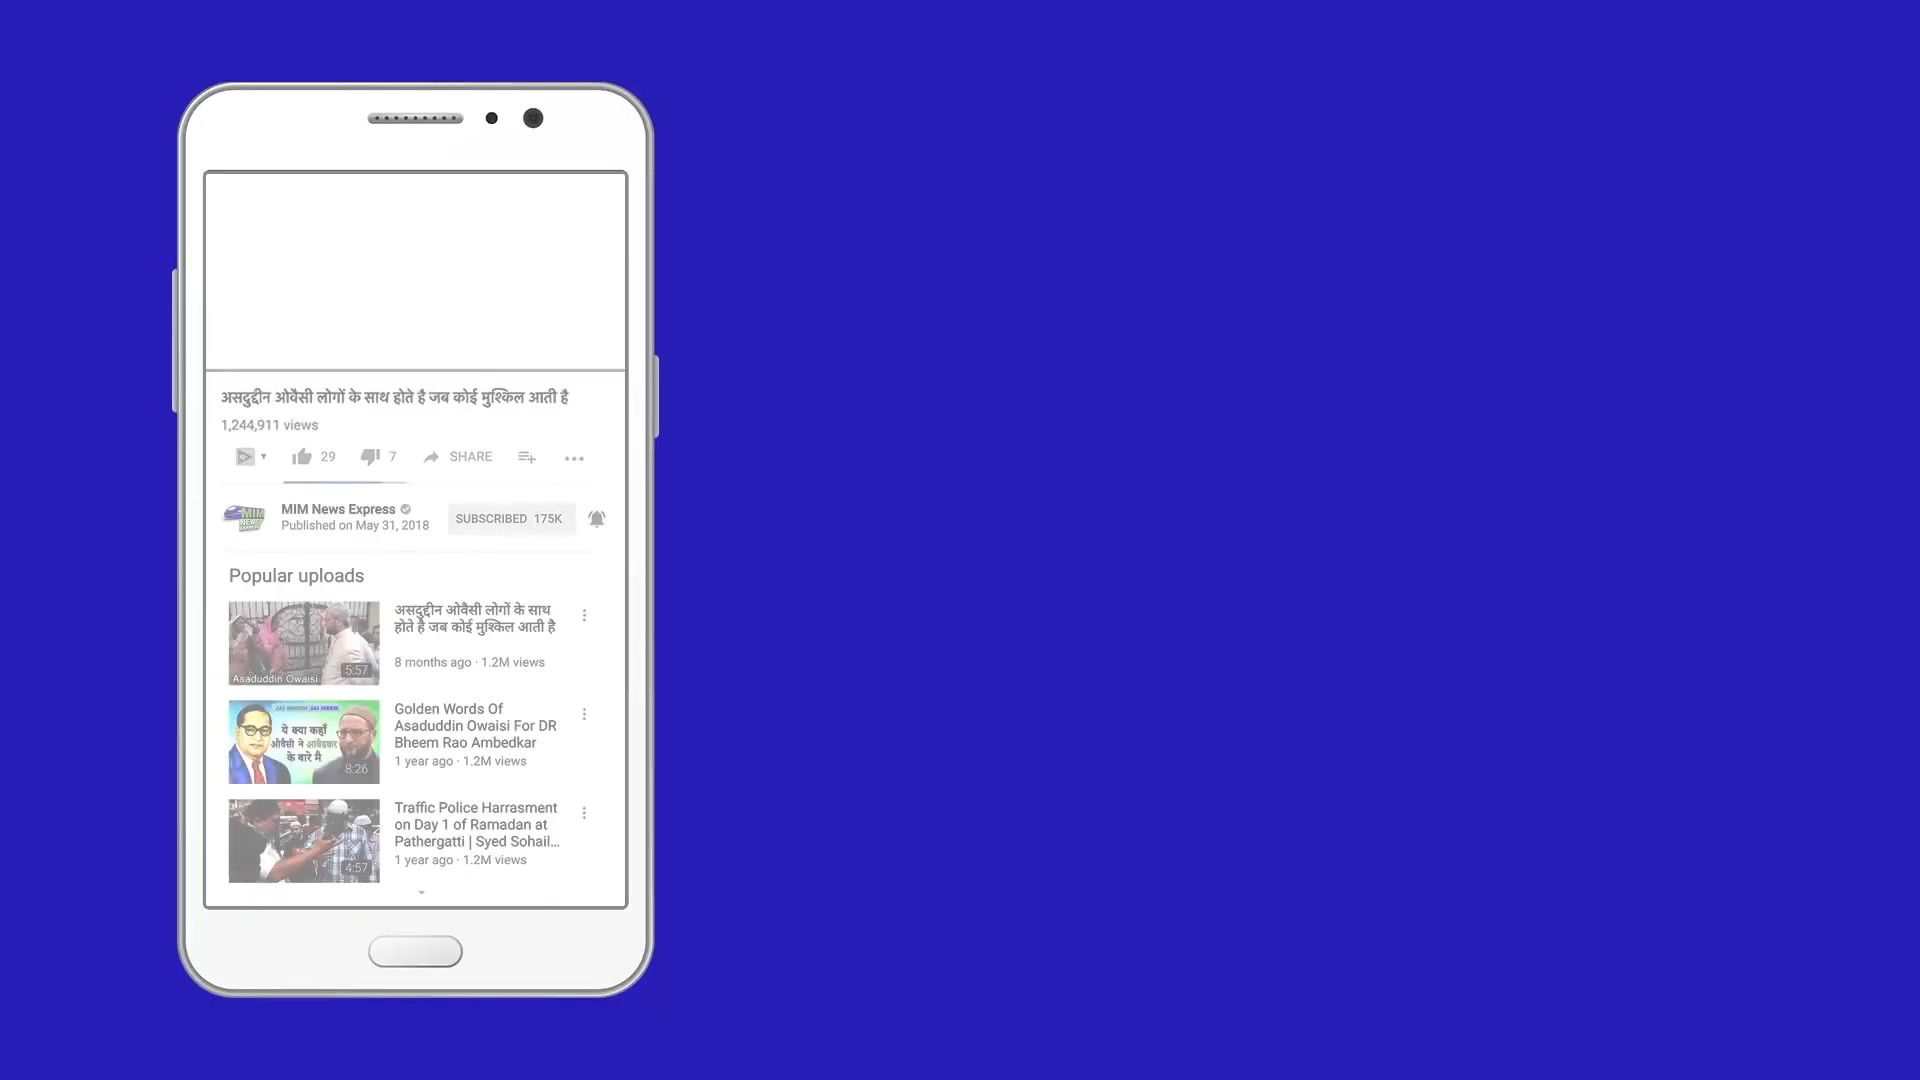 असदुद्दीन ओवैसी लोगों के साथ होते है जब कोई मुश्किल आती है
1,244,911 views
29 7 SHARE
MIM News Express
Published on May 31, 2018
SUBSCRIBED 175K
MIM
NEWS
Popular uploads
असदुद्दीन ओवैसी लोगों के साथ
होते है जब कोई मुश्किल आती है
8 months ago · 1.2M views
5:57
Asaduddin Owaisi
Golden Words Of
Asaduddin Owaisi For DR
Bheem Rao Ambedkar
1 year ago · 1.2M views
ये क्या कहाँ
ओवैसी ने आंबेडकर
के बारे मै
8:26
Traffic Police Harrasment
on Day 1 of Ramadan at
Pathergatti | Syed Sohail...
1 year ago · 1.2M views
4:57